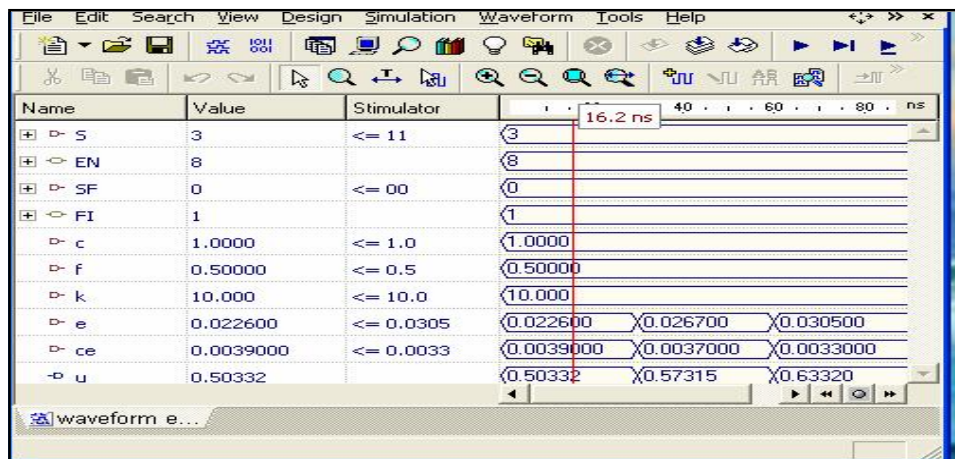 File Edit Search View Design Simulation Waveform Tools Help
Name Value Stimulator 40 60 80 ns
16.2 ns
S 3 <= 11 3
EN 8 8
SF 0 <= 00 0
FI 1 1
c 1.0000 <= 1.0 1.0000
f 0.50000 <= 0.5 0.50000
k 10.000 <= 10.0 10.000
e 0.022600 <= 0.0305 0.022600 0.026700 0.030500
ce 0.0039000 <= 0.0033 0.0039000 0.0037000 0.0033000
u 0.50332 0.50332 0.57315 0.63320
waveform e...